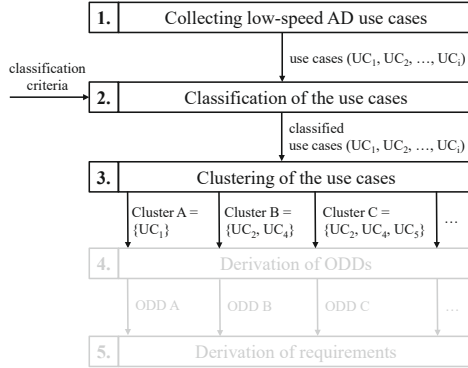 1. Collecting low-speed AD use cases
use cases (UC1, UC2, ..., UCi)
classification
criteria
2. Classification of the use cases
classified
use cases (UC1, UC2, ..., UCi)
3. Clustering of the use cases
Cluster A =
{UC1}
Cluster B =
{UC2, UC4}
Cluster C =
{UC2, UC4, UC5}
...
4. Derivation of ODDs
ODD A
ODD B
ODD C
...
5. Derivation of requirements